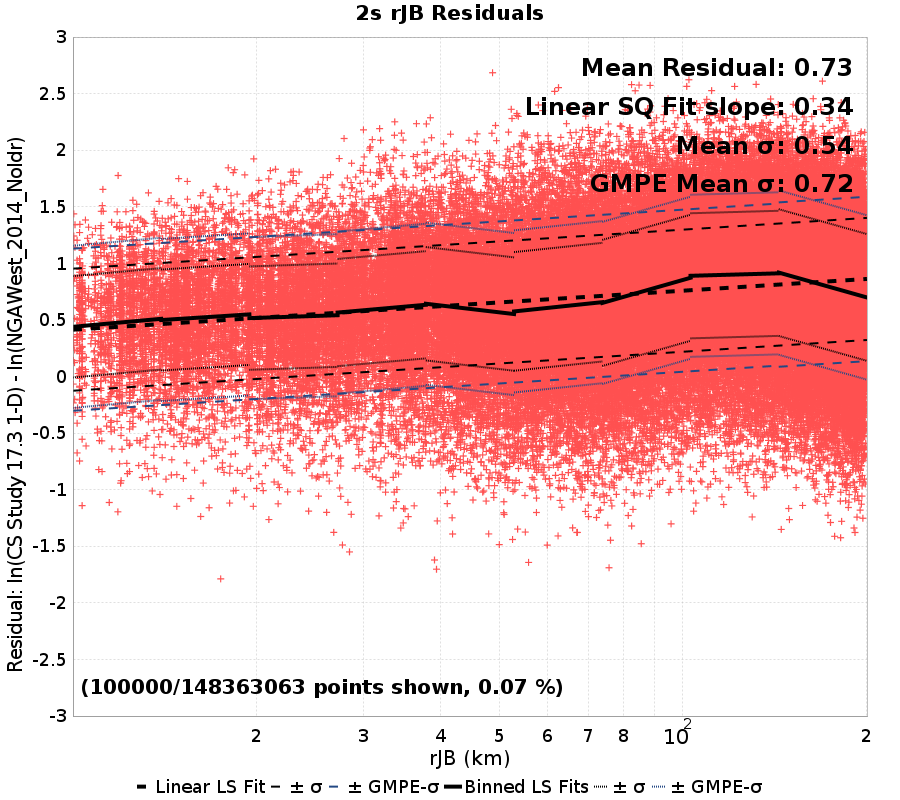 2s rJB Residuals
Mean Residual: 0.73
Linear SQ Fit slope: 0.34
Mean σ: 0.54
GMPE Mean σ: 0.72
3
2.5
2
1.5
1
0.5
0
-0.5
-1
-1.5
-2
-2.5
-3
Residual: ln(CS Study 17.3 1-D) - ln(NGAWest_2014_NoIdr)
(100000/148363063 points shown, 0.07 %)
2 3 4 5 6 7 8 10² 2
rJB (km)
Linear LS Fit ± σ ± GMPE-σ Binned LS Fits ± σ ± GMPE-σ